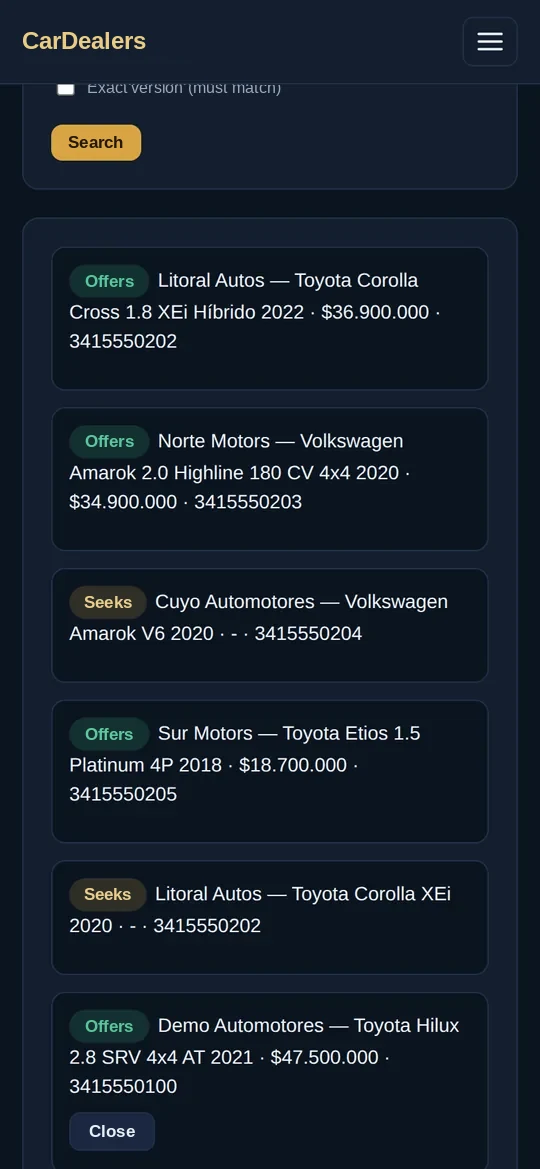 CarDealers
Exact version (must match)
Search
Offers Litoral Autos — Toyota Corolla
Cross 1.8 XEi Híbrido 2022 · $36.900.000 ·
3415550202
Offers Norte Motors — Volkswagen
Amarok 2.0 Highline 180 CV 4x4 2020 ·
$34.900.000 · 3415550203
Seeks Cuyo Automotores — Volkswagen
Amarok V6 2020 · - · 3415550204
Offers Sur Motors — Toyota Etios 1.5
Platinum 4P 2018 · $18.700.000 ·
3415550205
Seeks Litoral Autos — Toyota Corolla XEi
2020 · - · 3415550202
Offers Demo Automotores — Toyota Hilux
2.8 SRV 4x4 AT 2021 · $47.500.000 ·
3415550100
Close